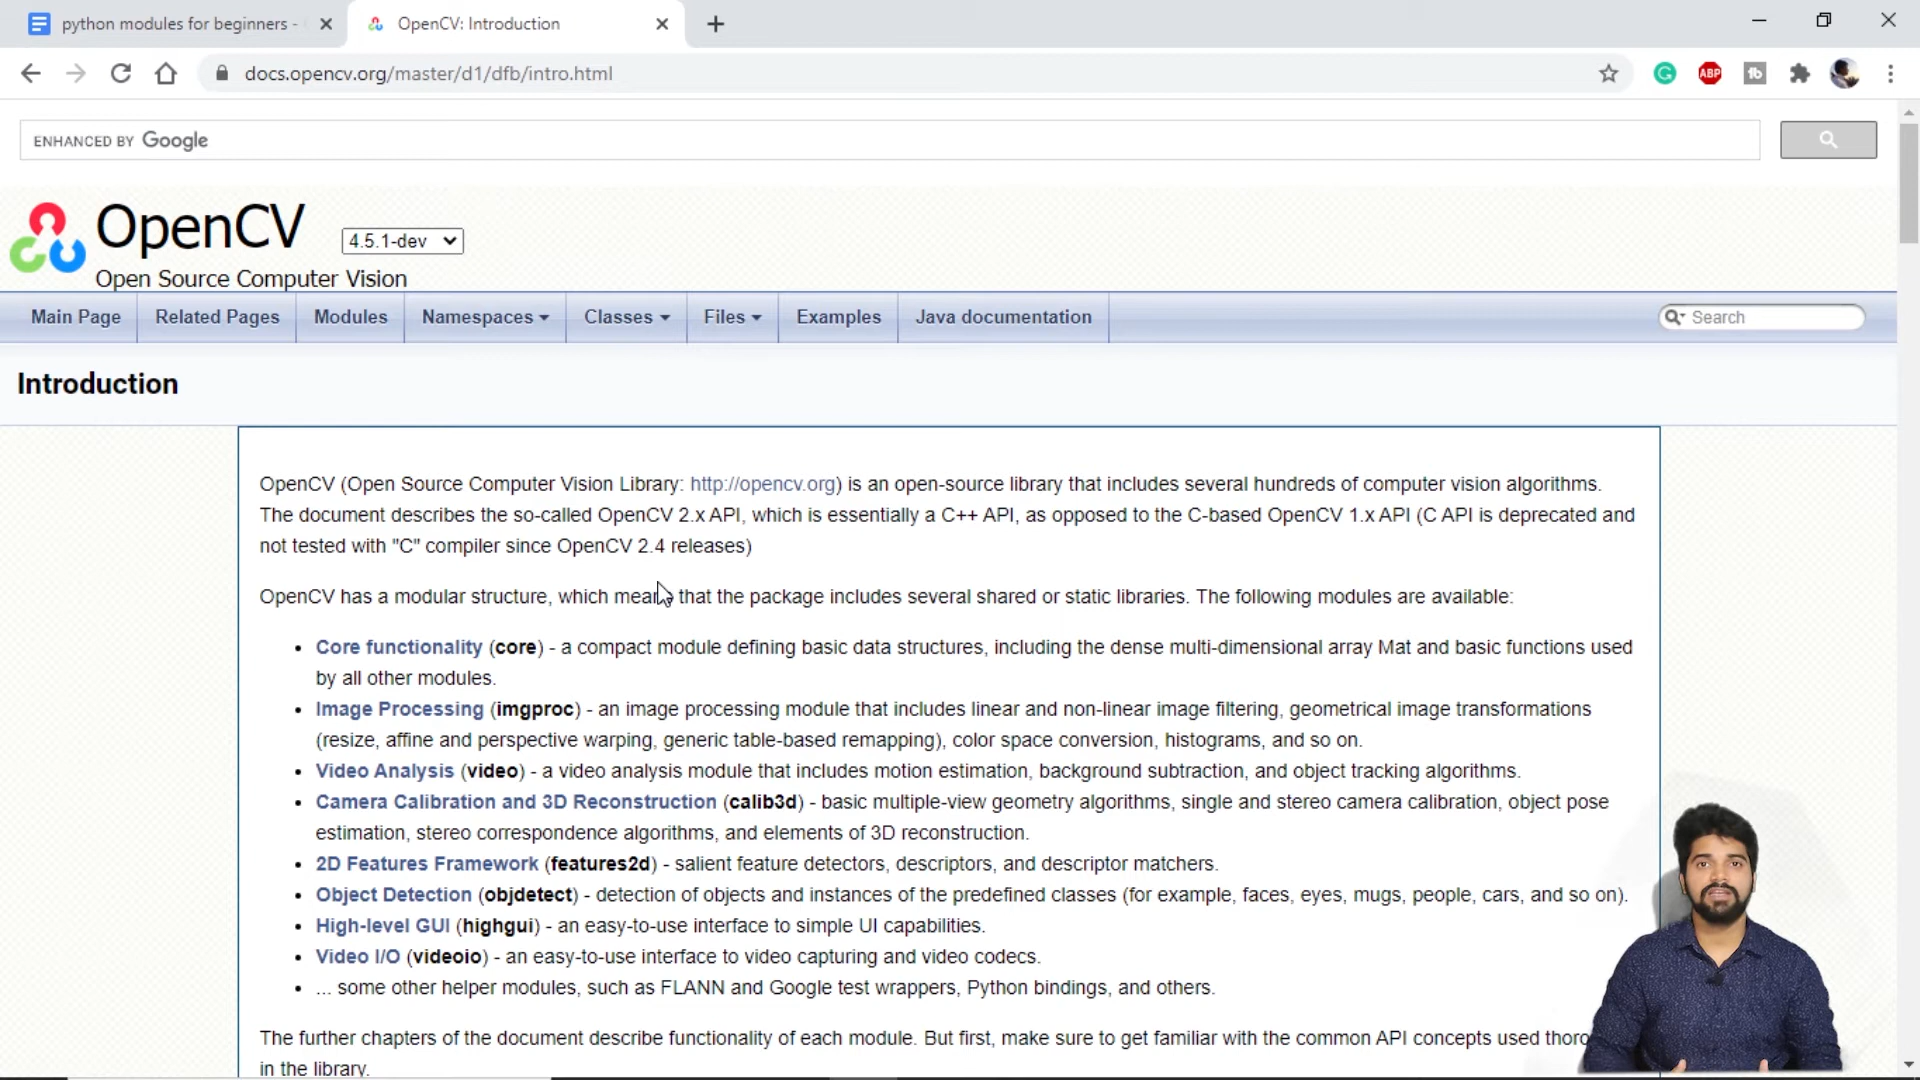 python modules for beginners -
OpenCV: Introduction
docs.opencv.org/master/d1/dfb/intro.html
ABP
ENHANCED BY Google
OpenCV
4.5.1-dev
Open Source Computer Vision
Main Page Related Pages Modules Namespaces Classes Files Examples Java documentation Search
Introduction
OpenCV (Open Source Computer Vision Library: http://opencv.org) is an open-source library that includes several hundreds of computer vision algorithms.
The document describes the so-called OpenCV 2.x API, which is essentially a C++ API, as opposed to the C-based OpenCV 1.x API (C API is deprecated and
not tested with "C" compiler since OpenCV 2.4 releases)
OpenCV has a modular structure, which means that the package includes several shared or static libraries. The following modules are available:
• Core functionality (core) - a compact module defining basic data structures, including the dense multi-dimensional array Mat and basic functions used
by all other modules.
• Image Processing (imgproc) - an image processing module that includes linear and non-linear image filtering, geometrical image transformations
(resize, affine and perspective warping, generic table-based remapping), color space conversion, histograms, and so on.
• Video Analysis (video) - a video analysis module that includes motion estimation, background subtraction, and object tracking algorithms.
• Camera Calibration and 3D Reconstruction (calib3d) - basic multiple-view geometry algorithms, single and stereo camera calibration, object pose
estimation, stereo correspondence algorithms, and elements of 3D reconstruction.
• 2D Features Framework (features2d) - salient feature detectors, descriptors, and descriptor matchers.
• Object Detection (objdetect) - detection of objects and instances of the predefined classes (for example, faces, eyes, mugs, people, cars, and so on).
• High-level GUI (highgui) - an easy-to-use interface to simple UI capabilities.
• Video I/O (videoio) - an easy-to-use interface to video capturing and video codecs.
• ... some other helper modules, such as FLANN and Google test wrappers, Python bindings, and others.
The further chapters of the document describe functionality of each module. But first, make sure to get familiar with the common API concepts used
in the library.